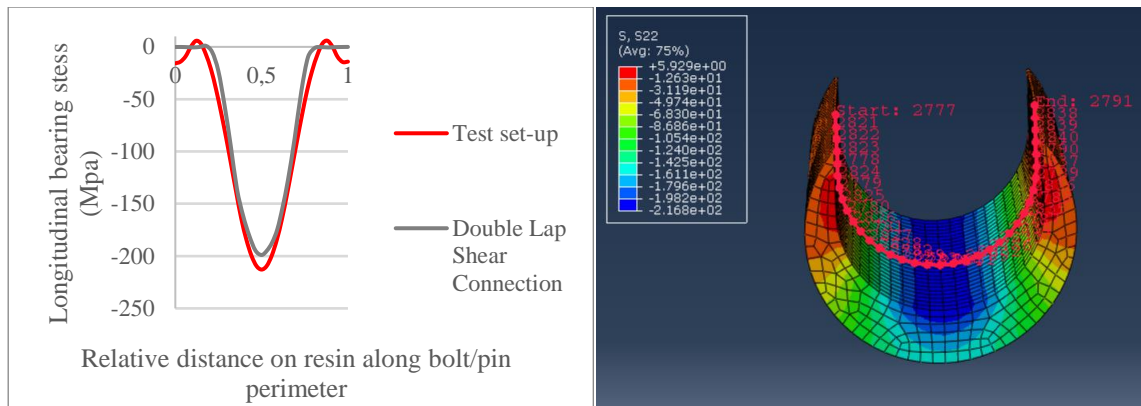 Longitudinal bearing stess
(Mpa)
0
-50
-100
-150
-200
-250
0
0,5
1
Test set-up
Double Lap
Shear
Connection
Relative distance on resin along bolt/pin
perimeter
S, S22
(Avg: 75%)
+5.929e+00
-1.263e+01
-3.119e+01
-4.974e+01
-6.830e+01
-8.686e+01
-1.054e+02
-1.240e+02
-1.425e+02
-1.611e+02
-1.796e+02
-1.982e+02
-2.168e+02
Start: 2777
2821
2822
2823
End: 2791